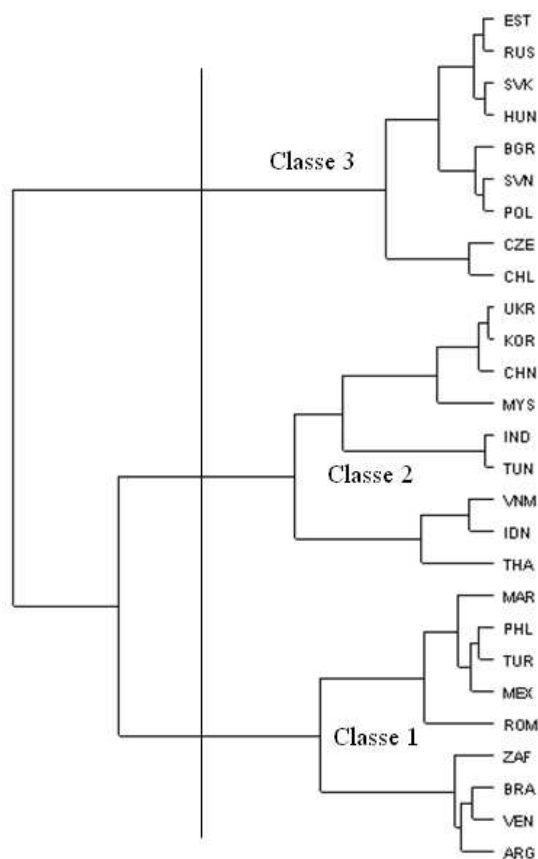 EST
RUS
SVK
HUN
BGR
Classe 3
SVN
POL
CZE
CHL
UKR
KOR
CHN
MYS
IND
TUN
Classe 2
VNM
IDN
THA
MAR
PHL
TUR
MEX
ROM
Classe 1
ZAF
BRA
VEN
ARG